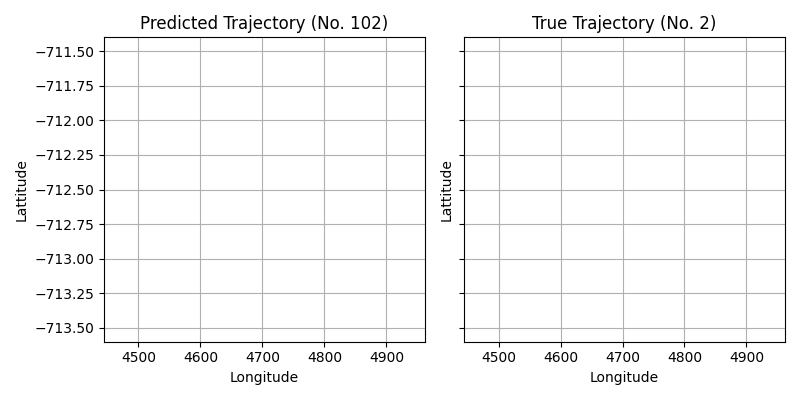 Predicted Trajectory (No. 102)
−711.50
−711.75
−712.00
−712.25
−712.50
−712.75
−713.00
−713.25
−713.50
Lattitude
4500 4600 4700 4800 4900
Longitude
True Trajectory (No. 2)
Lattitude
4500 4600 4700 4800 4900
Longitude